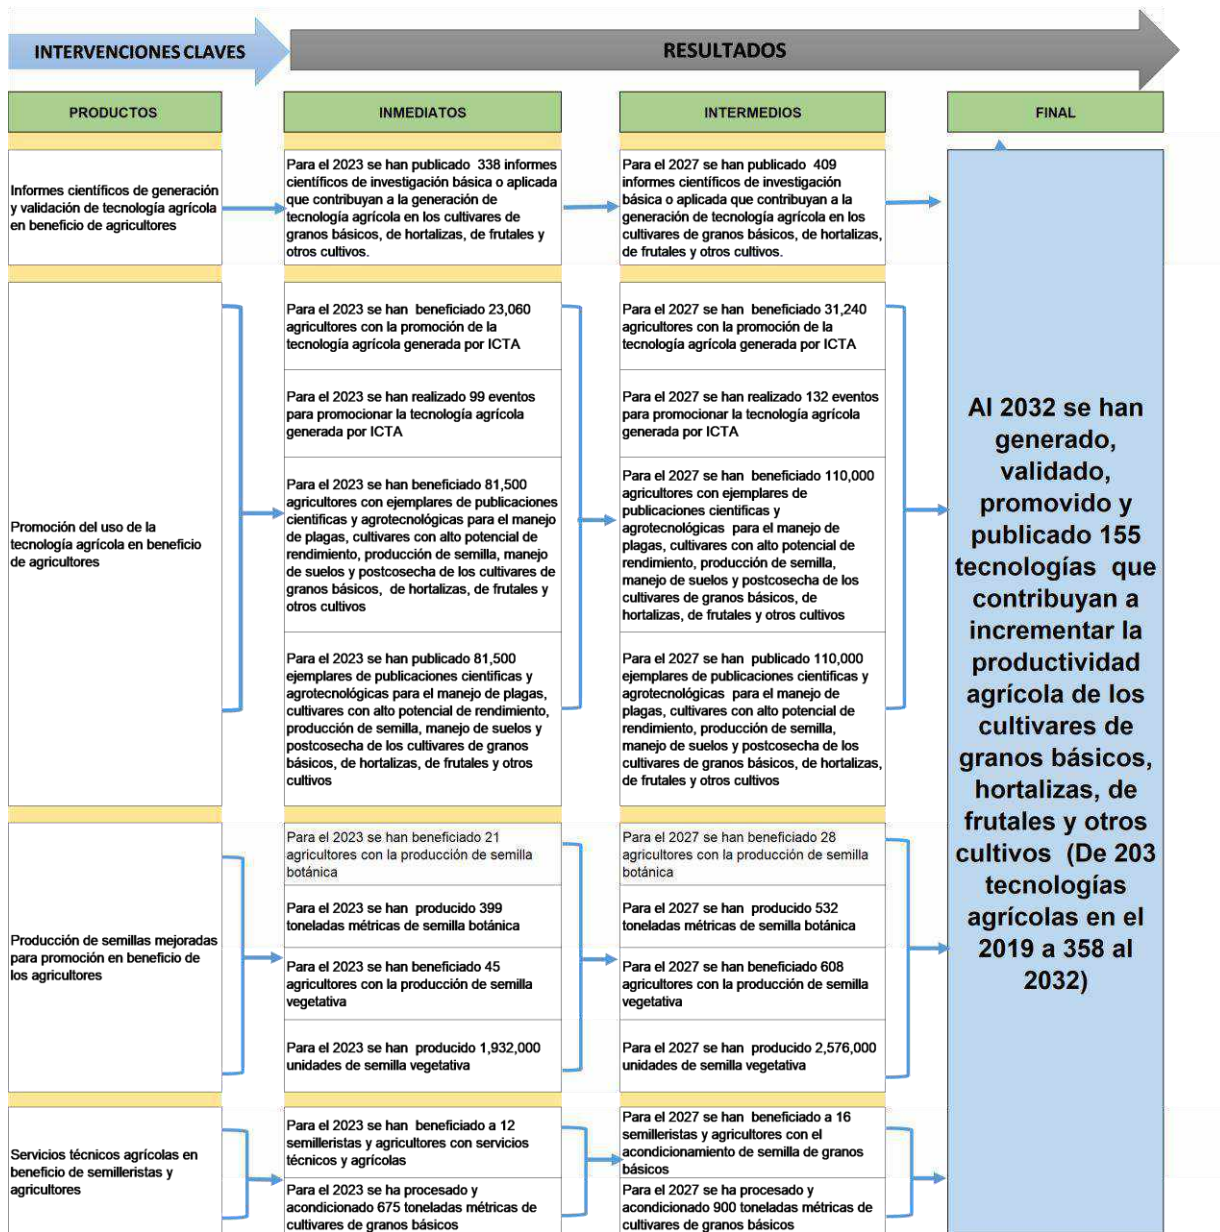 INTERVENCIONES CLAVES
RESULTADOS
PRODUCTOS
INMEDIATOS
INTERMEDIOS
FINAL
Informes científicos de generación
y validación de tecnología agrícola
en beneficio de agricultores
Para el 2023 se han publicado 338 informes
científicos de investigación básica o aplicada
que contribuyan a la generación de
tecnología agrícola en los cultivares de
granos básicos, de hortalizas, de frutales y
otros cultivos.
Para el 2027 se han publicado 409
informes científicos de investigación
básica o aplicada que contribuyan a la
generación de tecnología agrícola en los
cultivares de granos básicos, de hortalizas,
de frutales y otros cultivos.
Promoción del uso de la
tecnología agrícola en beneficio
de agricultores
Para el 2023 se han beneficiado 23,060
agricultores con la promoción de la
tecnología agrícola generada por ICTA
Para el 2027 se han beneficiado 31,240
agricultores con la promoción de la
tecnología agrícola generada por ICTA
Para el 2023 se han realizado 99 eventos
para promocionar la tecnología agrícola
generada por ICTA
Para el 2027 se han realizado 132 eventos
para promocionar la tecnología agrícola
generada por ICTA
Para el 2023 se han beneficiado 81,500
agricultores con ejemplares de publicaciones
cientificas y agrotecnológicas para el manejo
de plagas, cultivares con alto potencial de
rendimiento, producción de semilla, manejo
de suelos y postcosecha de los cultivares de
granos básicos, de hortalizas, de frutales y
otros cultivos
Para el 2027 se han beneficiado 110,000
agricultores con ejemplares de
publicaciones cientificas y
agrotecnológicas para el manejo de
plagas, cultivares con alto potencial de
rendimiento, producción de semilla,
manejo de suelos y postcosecha de los
cultivares de granos básicos, de
hortalizas, de frutales y otros cultivos
Para el 2023 se han publicado 81,500
ejemplares de publicaciones cientificas y
agrotecnológicas para el manejo de plagas,
cultivares con alto potencial de rendimiento,
producción de semilla, manejo de suelos y
postcosecha de los cultivares de granos
básicos, de hortalizas, de frutales y otros
cultivos
Para el 2027 se han publicado 110,000
ejemplares de publicaciones cientificas y
agrotecnológicas para el manejo de
plagas, cultivares con alto potencial de
rendimiento, producción de semilla,
manejo de suelos y postcosecha de los
cultivares de granos básicos, de hortalizas,
de frutales y otros cultivos
Producción de semillas mejoradas
para promoción en beneficio de
los agricultores
Para el 2023 se han beneficiado 21
agricultores con la producción de semilla
botánica
Para el 2027 se han beneficiado 28
agricultores con la producción de semilla
botánica
Para el 2023 se han producido 399
toneladas métricas de semilla botánica
Para el 2027 se han producido 532
toneladas métricas de semilla botánica
Para el 2023 se han beneficiado 45
agricultores con la producción de semilla
vegetativa
Para el 2027 se han beneficiado 608
agricultores con la producción de semilla
vegetativa
Para el 2023 se han producido 1,932,000
unidades de semilla vegetativa
Para el 2027 se han producido 2,576,000
unidades de semilla vegetativa
Servicios técnicos agrícolas en
beneficio de semilleristas y
agricultores
Para el 2023 se han beneficiado a 12
semilleristas y agricultores con servicios
técnicos y agrícolas
Para el 2027 se han beneficiado a 16
semilleristas y agricultores con el
acondicionamiento de semilla de granos
básicos
Para el 2023 se ha procesado y
acondicionado 675 toneladas métricas de
cultivares de granos básicos
Para el 2027 se ha procesado y
acondicionado 900 toneladas métricas de
cultivares de granos básicos
Al 2032 se han
generado,
validado,
promovido y
publicado 155
tecnologías que
contribuyan a
incrementar la
productividad
agrícola de los
cultivares de
granos básicos,
hortalizas, de
frutales y otros
cultivos (De 203
tecnologías
agrícolas en el
2019 a 358 al
2032)